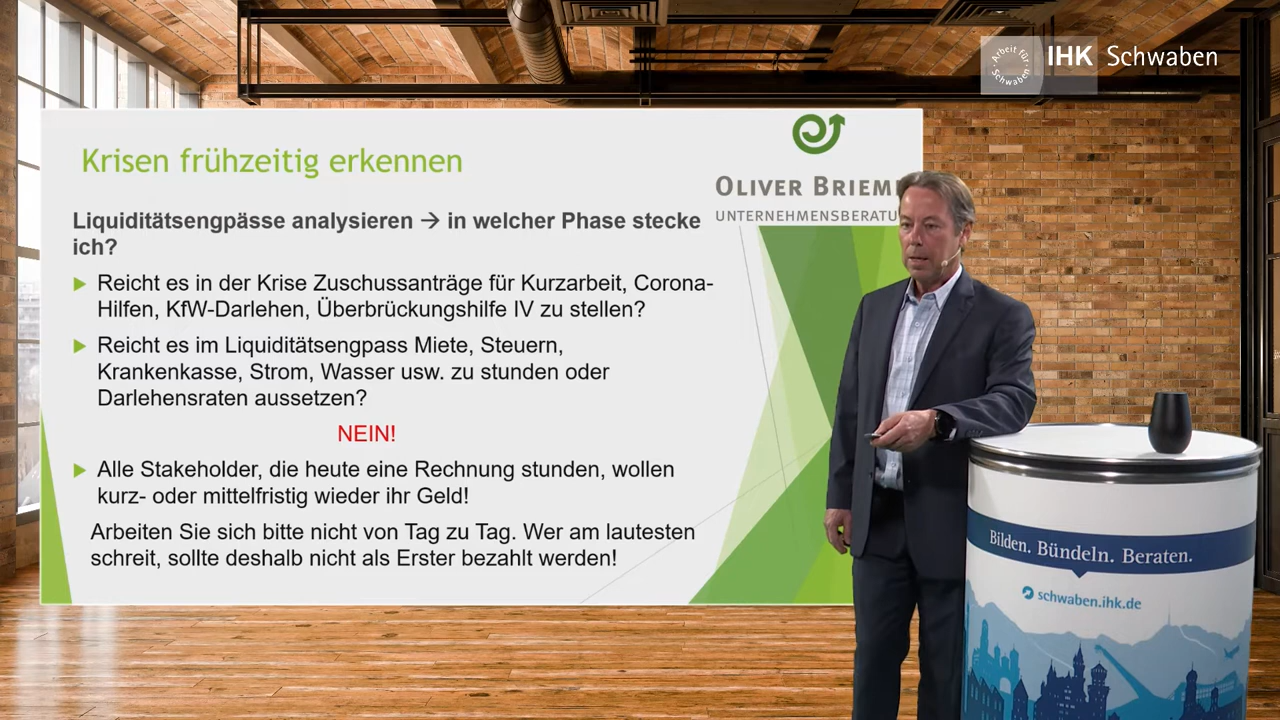 Arbeit für Schwaben
IHK Schwaben
Krisen frühzeitig erkennen
OLIVER
UNTERNEHMENSBERATU
Liquiditätsengpässe analysieren → in welcher Phase stecke
ich?
Reicht es in der Krise Zuschussanträge für Kurzarbeit, Corona-
Hilfen, KfW-Darlehen, Überbrückungshilfe IV zu stellen?
Reicht es im Liquiditätsengpass Miete, Steuern,
Krankenkasse, Strom, Wasser usw. zu stunden oder
Darlehensraten aussetzen?
NEIN!
Alle Stakeholder, die heute eine Rechnung stunden, wollen
kurz- oder mittelfristig wieder ihr Geld!
Arbeiten Sie sich bitte nicht von Tag zu Tag. Wer am lautesten
schreit, sollte deshalb nicht als Erster bezahlt werden!
Bilden. Bündeln. Beraten.
schwaben.ihk.de